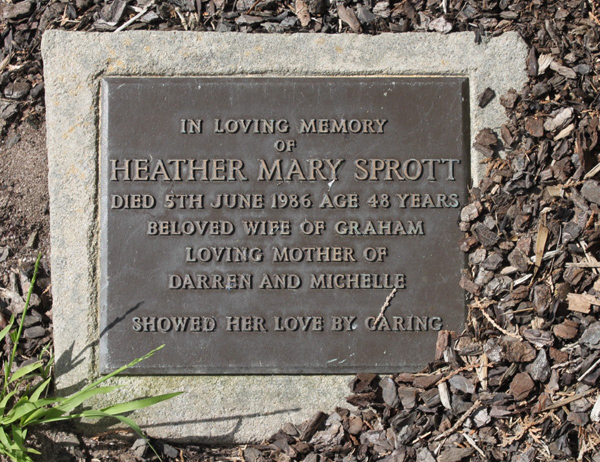 IN LOVING MEMORY
OF
HEATHER MARY SPROTT
DIED 5TH JUNE 1986 AGE 48 YEARS
BELOVED WIFE OF GRAHAM
LOVING MOTHER OF
DARREN AND MICHELLE
SHOWED HER LOVE BY CARING